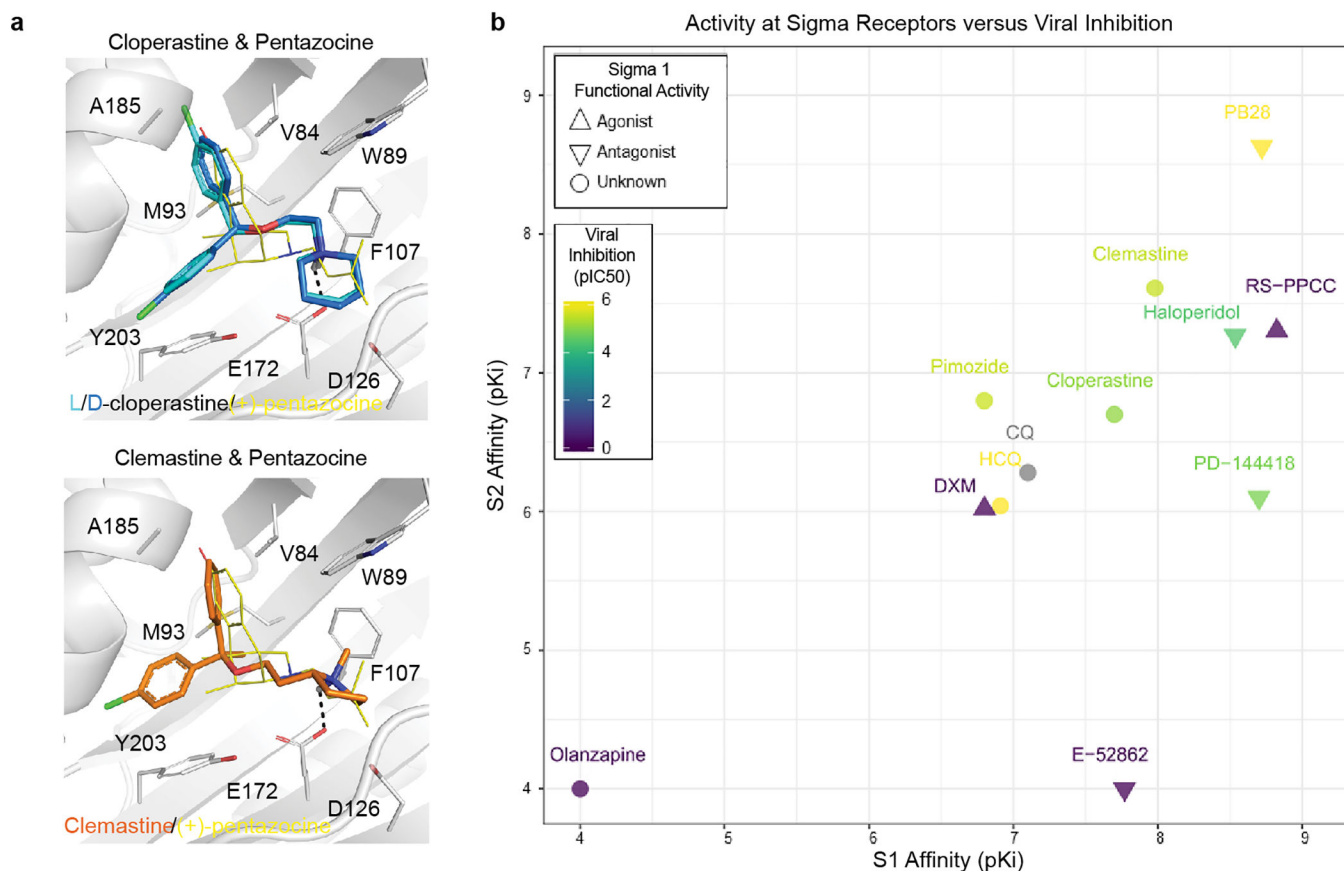 a
Cloperastine & Pentazocine
A185
V84
W89
M93
F107
Y203
E172
D126
L/D-cloperastine/(+)-pentazocine
Clemastine & Pentazocine
A185
V84
W89
M93
F107
Y203
E172
D126
Clemastine/(+)-pentazocine
b
Activity at Sigma Receptors versus Viral Inhibition
Sigma 1
Functional Activity
Agonist
Antagonist
Unknown
Viral
Inhibition
(pIC50)
6
4
2
0
S2 Affinity (pKi)
9
8
7
6
5
4
PB28
Clemastine
RS-PPCC
Haloperidol
Pimozide
Cloperastine
CQ
HCQ
DXM
PD-144418
Olanzapine
E-52862
4
5
6
7
8
9
S1 Affinity (pKi)